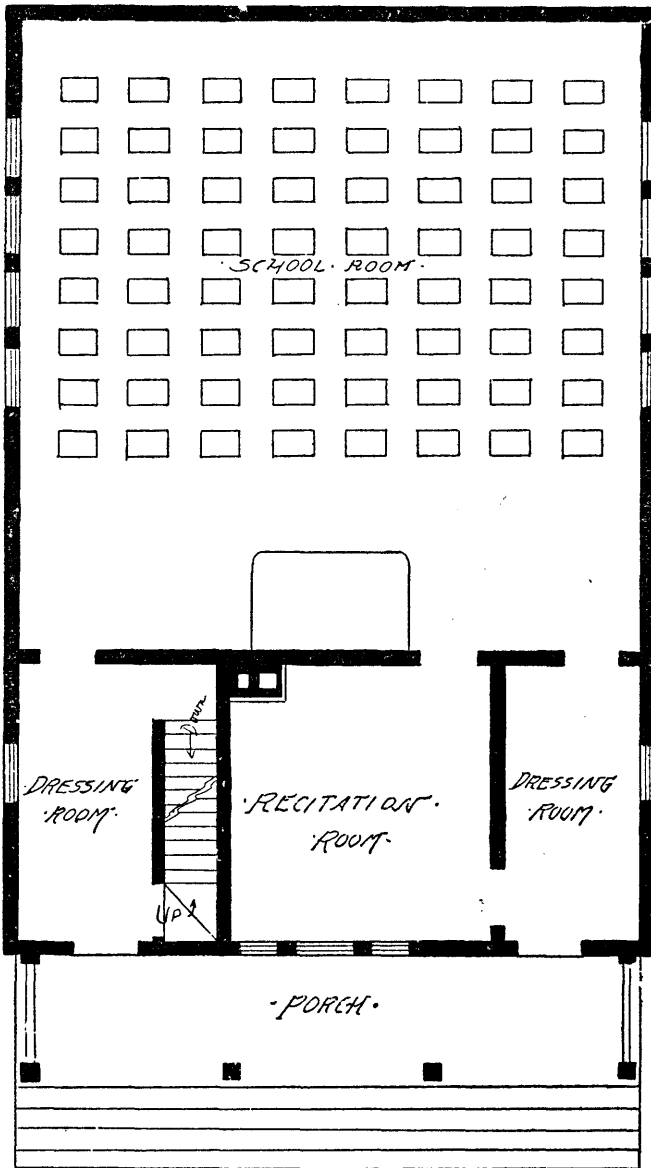 ·SCHOOL·ROOM·
Down
·DRESSING
·ROOM·
·RECITATION·
·ROOM·
DRESSING
·ROOM·
UP
·PORCH·